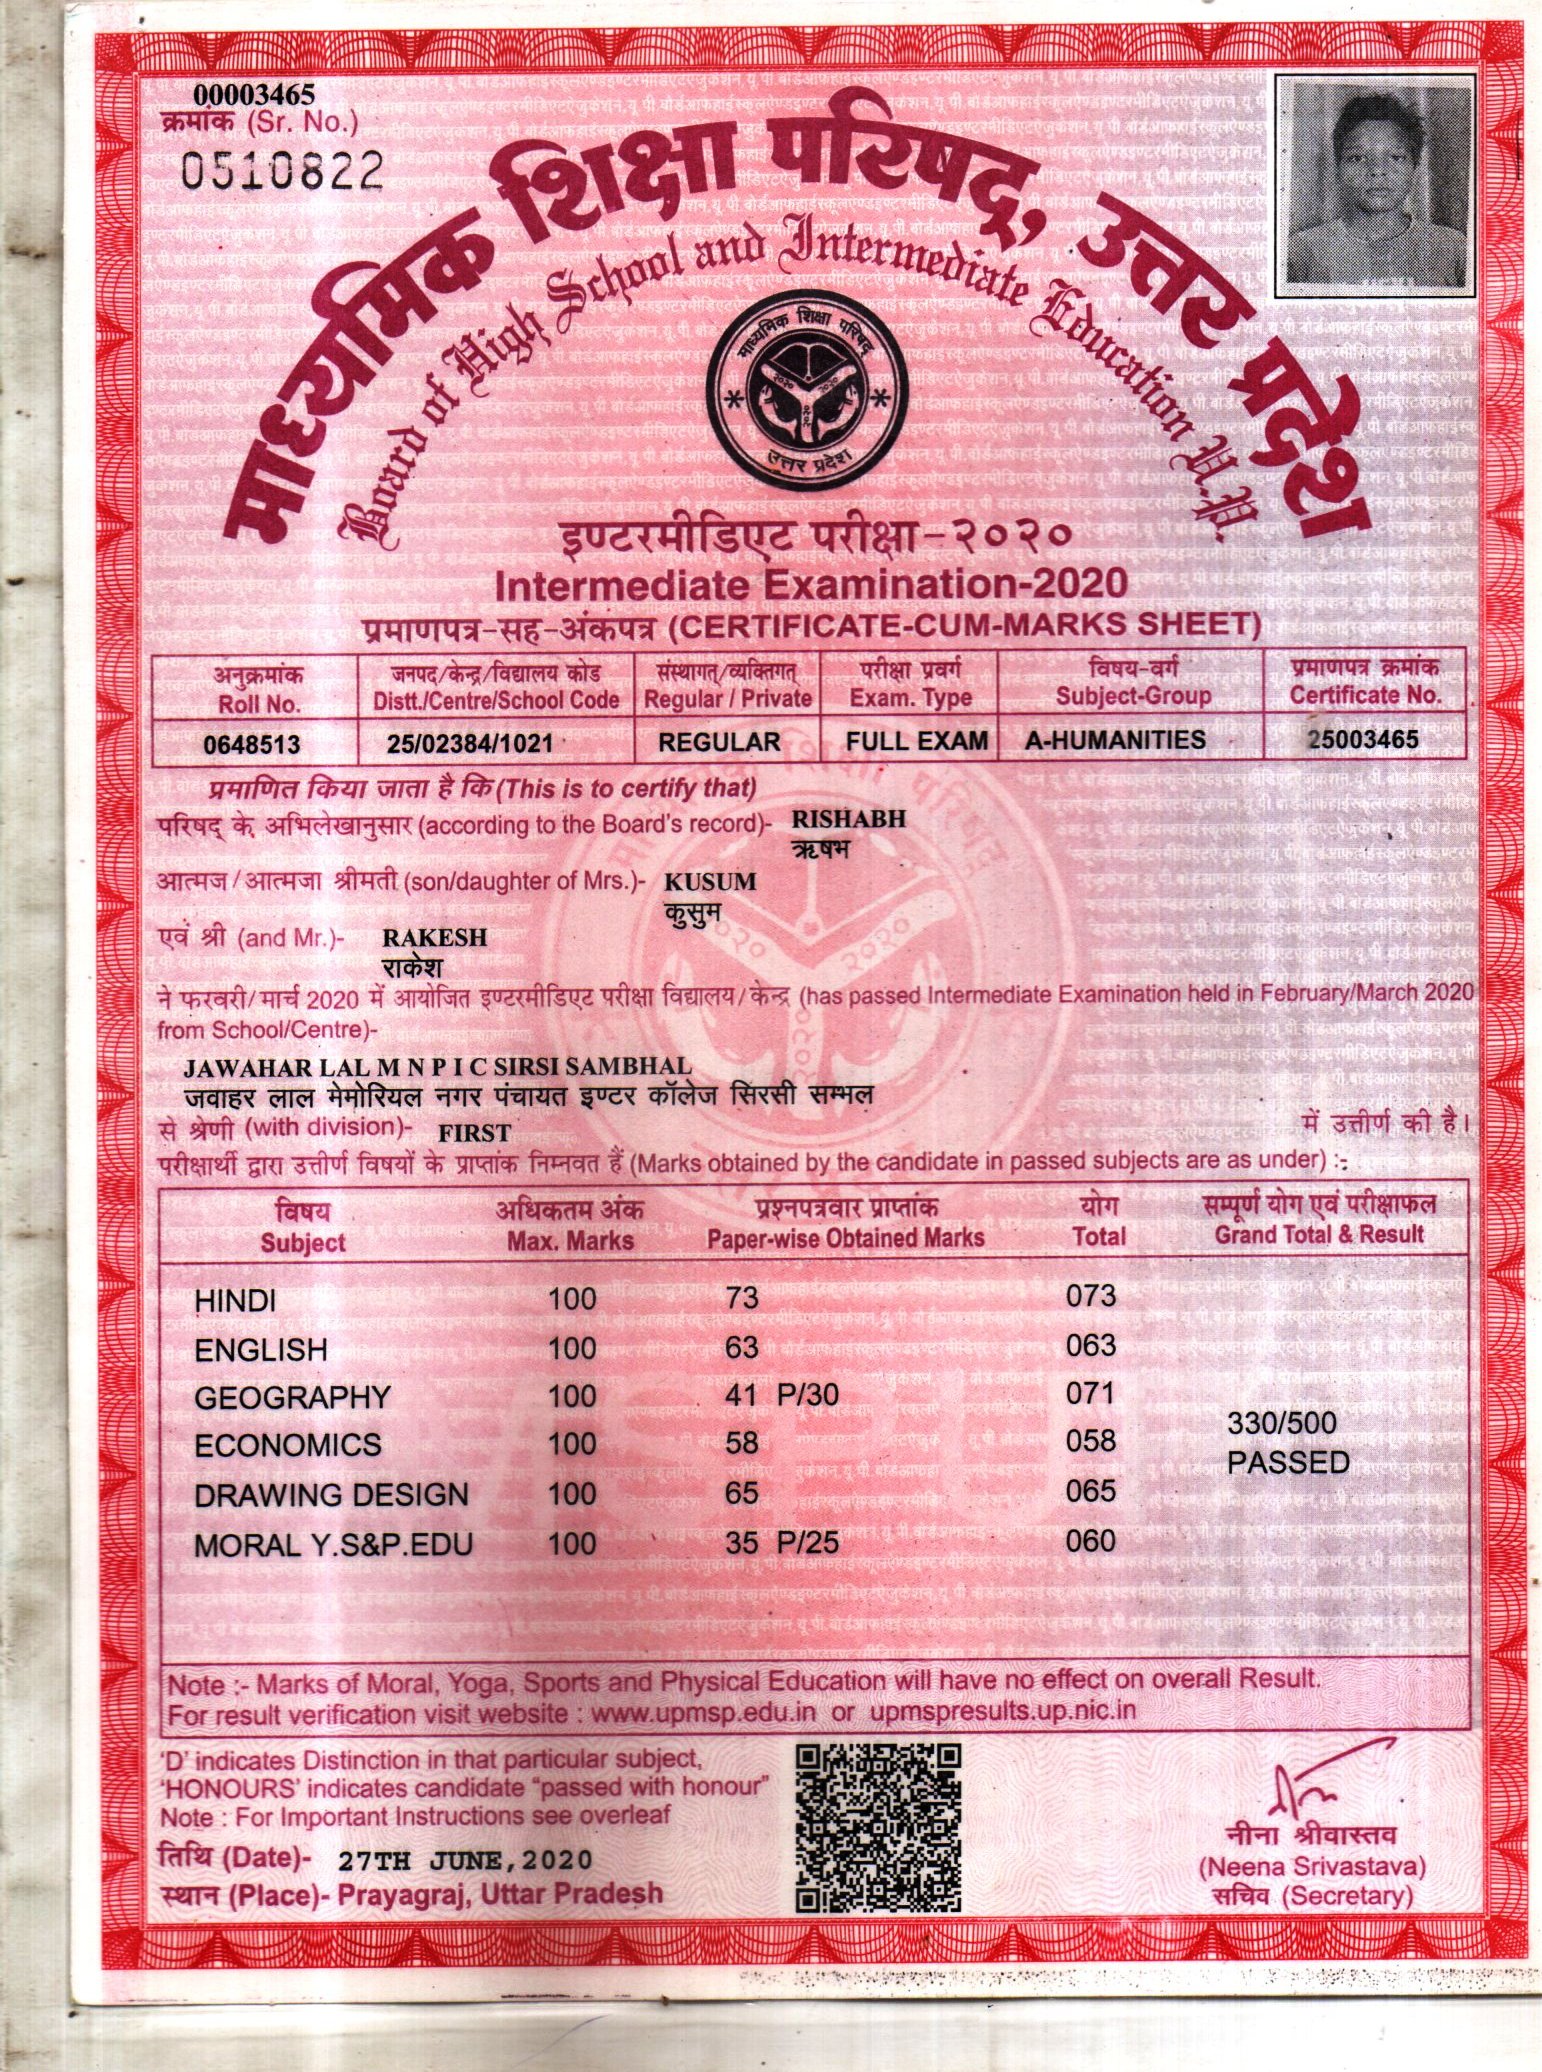 00003465
क्रमांक (Sr. No.)
0510822
माध्यमिक शिक्षा परिषद्, उत्तर प्रदेश
Board of High School and Intermediate Education U.P.
माध्यमिक शिक्षा परिषद्
२०२० २०२०
२०२०
उत्तर प्रदेश
इण्टरमीडिएट परीक्षा-२०२०
Intermediate Examination-2020
प्रमाणपत्र-सह-अंकपत्र (CERTIFICATE-CUM-MARKS SHEET)
अनुक्रमांक जनपद/केन्द्र/विद्यालय कोड संस्थागत्/व्यक्तिगत् परीक्षा प्रवर्ग विषय-वर्ग प्रमाणपत्र क्रमांक
Roll No. Distt./Centre/School Code Regular / Private Exam. Type Subject-Group Certificate No.
0648513 25/02384/1021 REGULAR FULL EXAM A-HUMANITIES 25003465
प्रमाणित किया जाता है कि (This is to certify that)
परिषद् के अभिलेखानुसार (according to the Board's record)- RISHABH
ऋषभ
आत्मज/आत्मजा श्रीमती (son/daughter of Mrs.)- KUSUM
कुसुम
एवं श्री (and Mr.)- RAKESH
राकेश
ने फरवरी/मार्च 2020 में आयोजित इण्टरमीडिएट परीक्षा विद्यालय/केन्द्र (has passed Intermediate Examination held in February/March 2020
from School/Centre)-
JAWAHAR LAL M N P I C SIRSI SAMBHAL
जवाहर लाल मेमोरियल नगर पंचायत इण्टर कॉलेज सिरसी सम्भल
से श्रेणी (with division)- FIRST में उत्तीर्ण की है।
परीक्षार्थी द्वारा उत्तीर्ण विषयों के प्राप्तांक निम्नवत हैं (Marks obtained by the candidate in passed subjects are as under) :-
विषय अधिकतम अंक प्रश्नपत्रवार प्राप्तांक योग सम्पूर्ण योग एवं परीक्षाफल
Subject Max. Marks Paper-wise Obtained Marks Total Grand Total & Result
HINDI 100 73 073
ENGLISH 100 63 063
GEOGRAPHY 100 41 P/30 071
330/500
ECONOMICS 100 58 058
PASSED
DRAWING DESIGN 100 65 065
MORAL Y.S&P.EDU 100 35 P/25 060
Note :- Marks of Moral, Yoga, Sports and Physical Education will have no effect on overall Result.
For result verification visit website : www.upmsp.edu.in or upmspresults.up.nic.in
'D' indicates Distinction in that particular subject,
'HONOURS' indicates candidate "passed with honour"
Note : For Important Instructions see overleaf
तिथि (Date)- 27TH JUNE,2020
स्थान (Place)- Prayagraj, Uttar Pradesh
नीना श्रीवास्तव
(Neena Srivastava)
सचिव (Secretary)